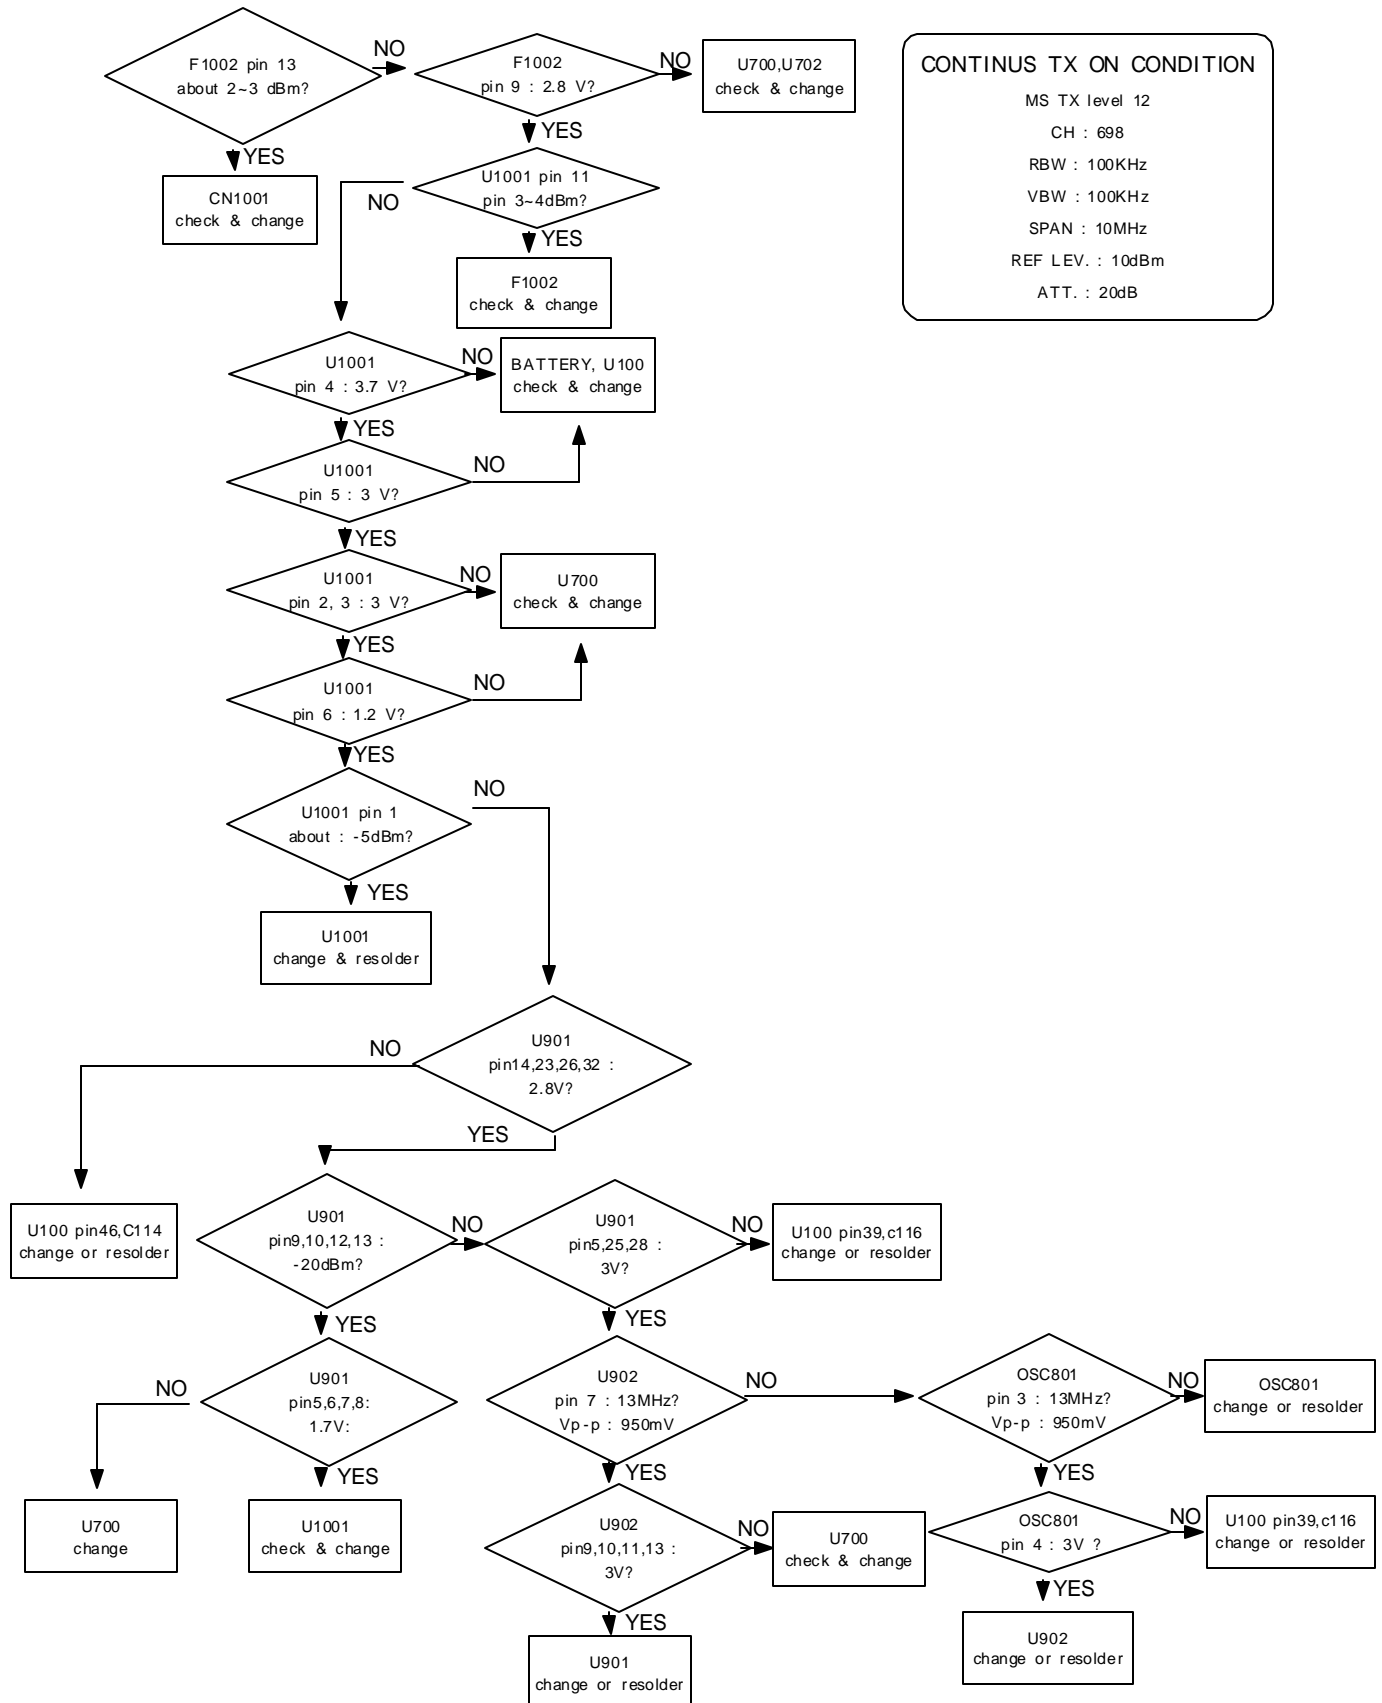 F1002 pin 13
about 2~3 dBm?
NO
F1002
pin 9 : 2.8 V?
NO
U700,U702
check & change
CONTINUS TX ON CONDITION
MS TX level 12
CH : 698
RBW : 100KHz
VBW : 100KHz
SPAN : 10MHz
REF LEV. : 10dBm
ATT. : 20dB
YES
YES
CN1001
check & change
NO
U1001 pin 11
pin 3~4dBm?
YES
F1002
check & change
U1001
pin 4 : 3.7 V?
NO
BATTERY, U100
check & change
YES
U1001
pin 5 : 3 V?
NO
YES
U1001
pin 2, 3 : 3 V?
NO
U700
check & change
YES
U1001
pin 6 : 1.2 V?
NO
YES
U1001 pin 1
about : -5dBm?
NO
YES
U1001
change & resolder
U901
pin14,23,26,32 :
2.8V?
NO
YES
U100 pin46,C114
change or resolder
U901
pin9,10,12,13 :
-20dBm?
NO
U901
pin5,25,28 :
3V?
NO
U100 pin39,c116
change or resolder
YES
YES
U901
pin5,6,7,8:
1.7V:
NO
U902
pin 7 : 13MHz?
Vp-p : 950mV
NO
OSC801
pin 3 : 13MHz?
Vp-p : 950mV
NO
OSC801
change or resolder
YES
YES
YES
U700
change
U1001
check & change
U902
pin9,10,11,13 :
3V?
NO
U700
check & change
OSC801
pin 4 : 3V ?
NO
U100 pin39,c116
change or resolder
YES
YES
U901
change or resolder
U902
change or resolder